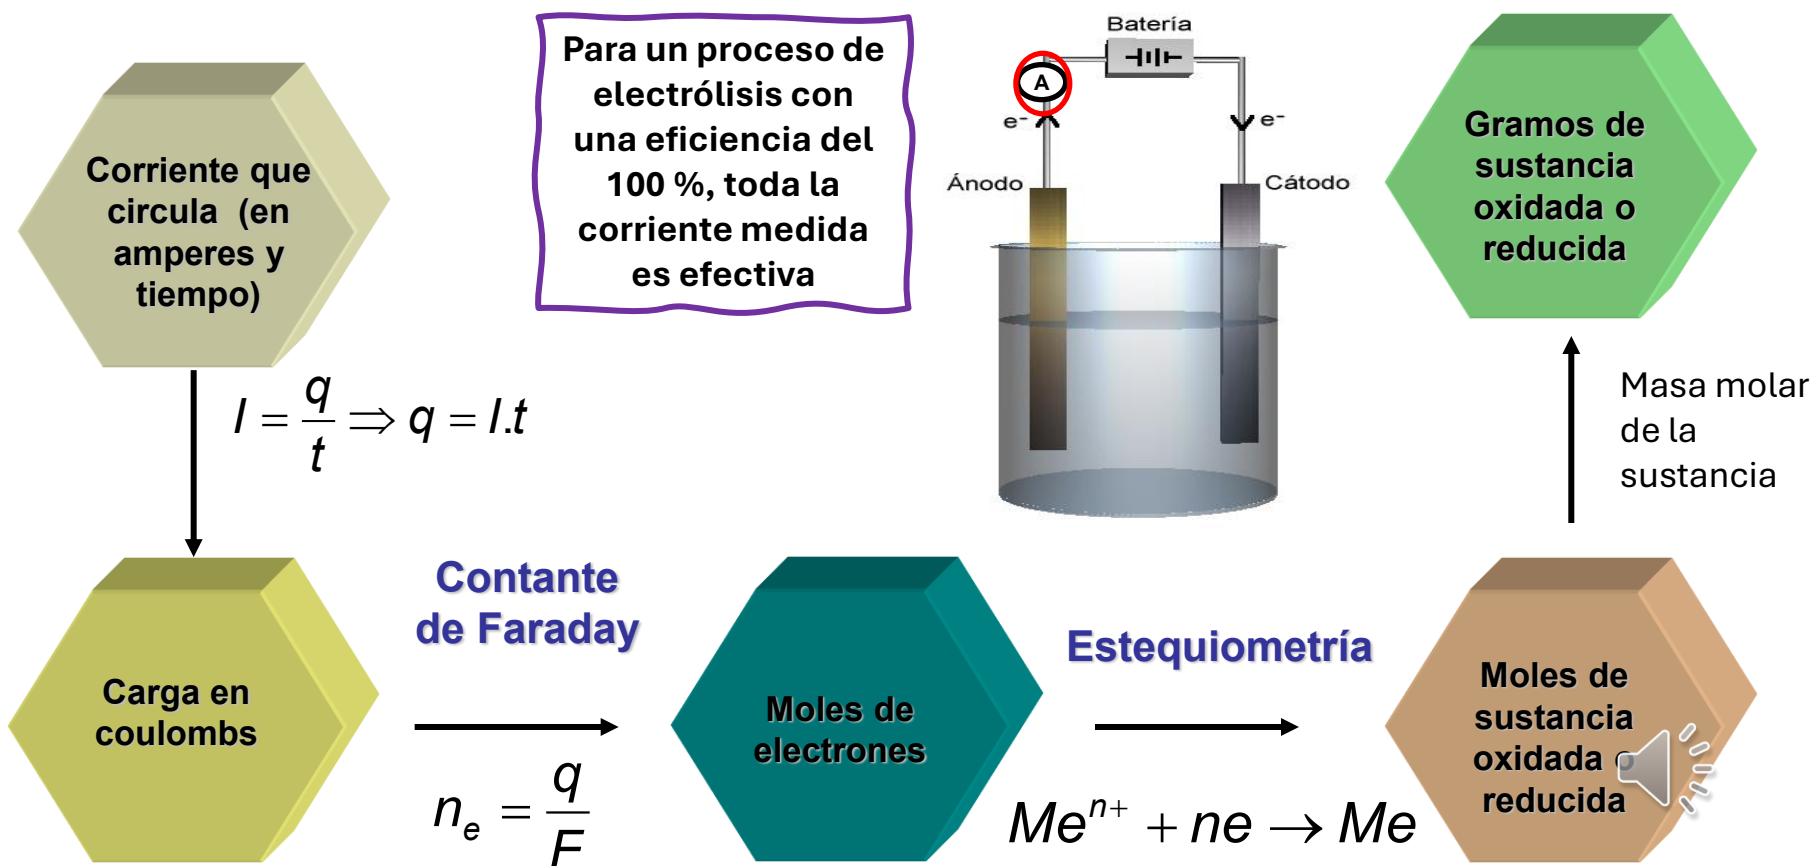 Corriente que
circula (en
amperes y
tiempo)
Para un proceso de
electrólisis con
una eficiencia del
100 %, toda la
corriente medida
es efectiva
Batería
A
e-
e-
Ánodo
Cátodo
Gramos de
sustancia
oxidada o
reducida
I = q/t ⇒ q = I.t
Masa molar
de la
sustancia
Carga en
coulombs
Contante
de Faraday
n_e = q/F
Moles de
electrones
Estequiometría
Me^{n+} + ne → Me
Moles de
sustancia
oxidada o
reducida